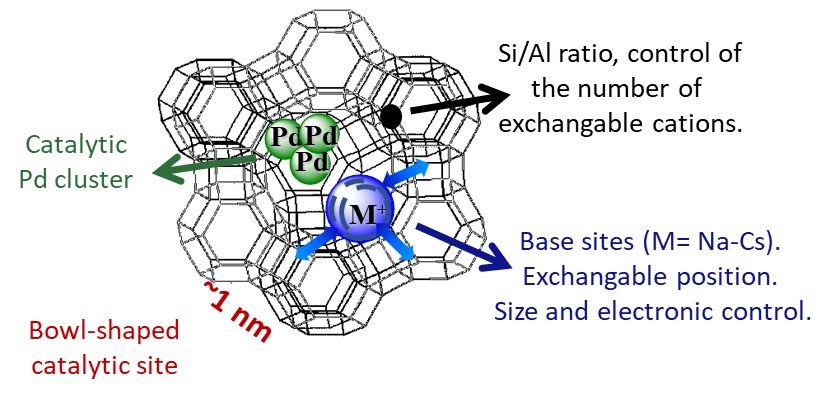 Si/Al ratio, control of
the number of
exchangable cations.
Pd Pd
Pd
Catalytic
Pd cluster
M+
Base sites (M= Na-Cs).
Exchangable position.
Size and electronic control.
~1 nm
Bowl-shaped
catalytic site